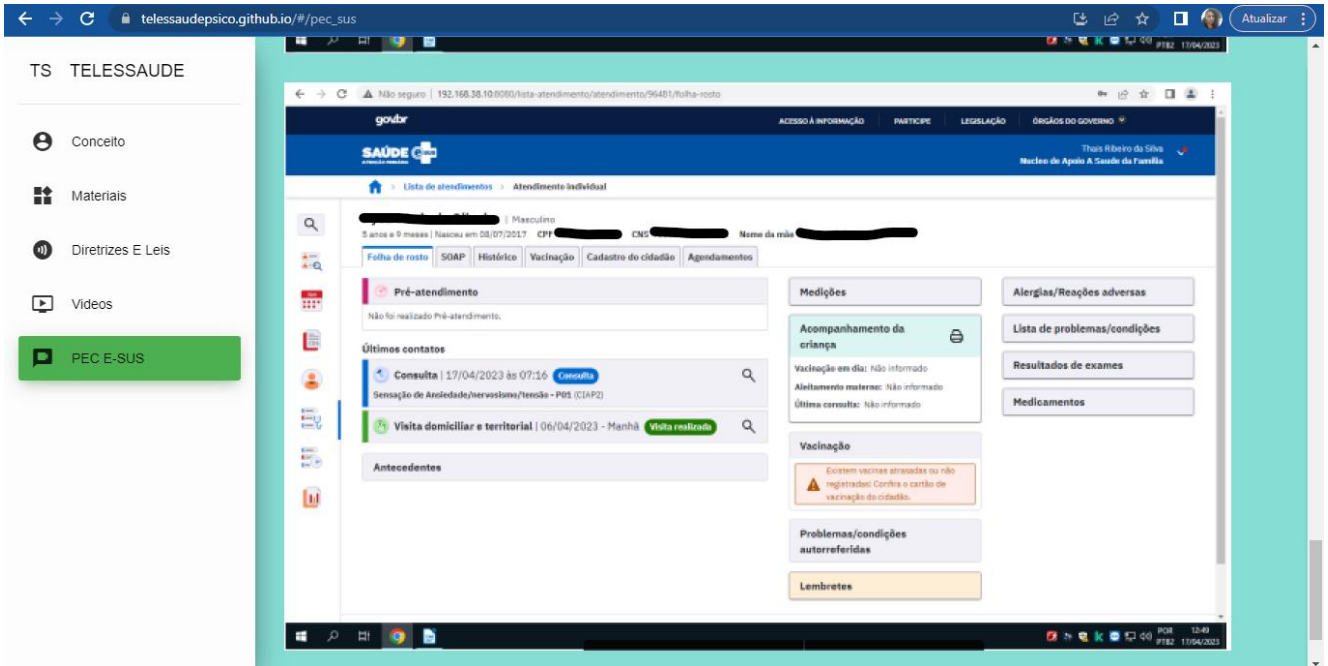 telessaudepsico.github.io/#/pec_sus
Atualizar
TS TELESSAUDE
Conceito
Materiais
Diretrizes E Leis
Videos
PEC E-SUS
PTB2 17/04/2023
Não seguro | 192.168.38.10:8080/lista-atendimento/atendimento/96481/folha-rosto
govbr
ACESSO À INFORMAÇÃO PARTICIPE LEGISLAÇÃO ÓRGÃOS DO GOVERNO
SAÚDE
Thais Ribeiro da Silva
Nucleo de Apoio A Saude da Familia
Lista de atendimentos > Atendimento individual
| Masculino
5 anos e 9 meses | Nasceu em 08/07/2017 CPF CNS Nome da mãe
Folha de rosto SOAP Histórico Vacinação Cadastro do cidadão Agendamentos
Pré-atendimento
Não foi realizado Pré-atendimento.
Últimos contatos
Consulta | 17/04/2023 às 07:16 Consulta
Sensação de Ansiedade/nervosismo/tensão - P01 (CIAP2)
Visita domiciliar e territorial | 06/04/2023 - Manhã Visita realizada
Antecedentes
Medições
Acompanhamento da
criança
Vacinação em dia: Não informado
Aleitamento materno: Não informado
Última consulta: Não informado
Vacinação
Existem vacinas atrasadas ou não
registradas! Confira o cartão de
vacinação do cidadão.
Problemas/condições
autorreferidas
Lembretes
Alergias/Reações adversas
Lista de problemas/condições
Resultados de exames
Medicamentos
POR 12:49
PTB2 17/04/2023